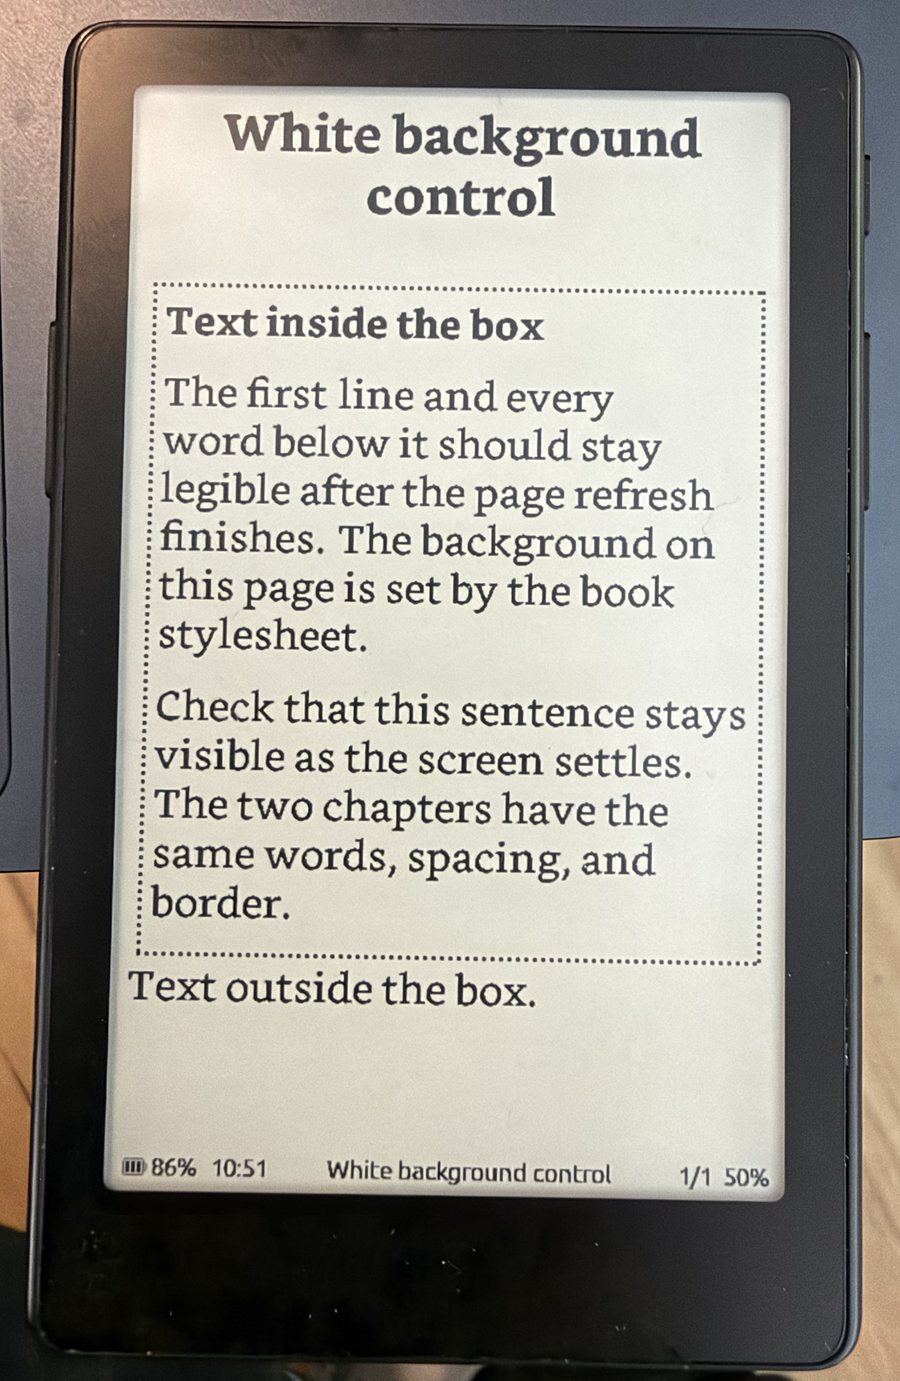 White background
control
Text inside the box
The first line and every
word below it should stay
legible after the page refresh
finishes. The background on
this page is set by the book
stylesheet.
Check that this sentence stays
visible as the screen settles.
The two chapters have the
same words, spacing, and
border.
Text outside the box.
86% 10:51 White background control 1/1 50%